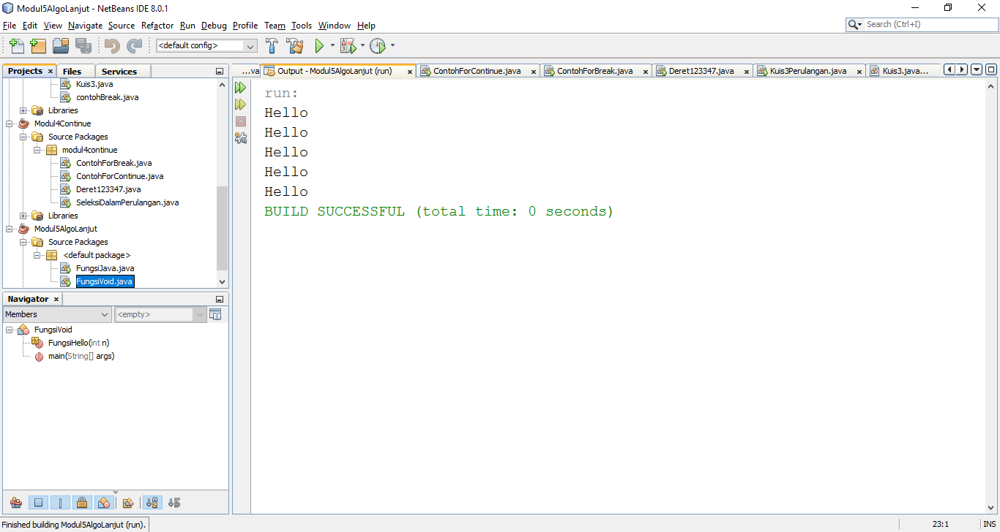 Modul5AlgoLanjut - NetBeans IDE 8.0.1
File Edit View Navigate Source Refactor Run Debug Profile Team Tools Window Help
Search (Ctrl+I)
<default config>
Projects Files Services
Kuis3.java
contohBreak.java
Libraries
Modul4Continue
Source Packages
modul4continue
ContohForBreak.java
ContohForContinue.java
Deret123347.java
SeleksiDalamPerulangan.java
Libraries
Modul5AlgoLanjut
Source Packages
<default package>
FungsiJava.java
FungsiVoid.java
Navigator
Members <empty>
FungsiVoid
FungsiHello(int n)
main(String[] args)
...va Output - Modul5AlgoLanjut (run) ContohForContinue.java ContohForBreak.java Deret123347.java Kuis3Perulangan.java Kuis3.java...
run:
Hello
Hello
Hello
Hello
Hello
BUILD SUCCESSFUL (total time: 0 seconds)
Finished building Modul5AlgoLanjut (run). 23:1 INS